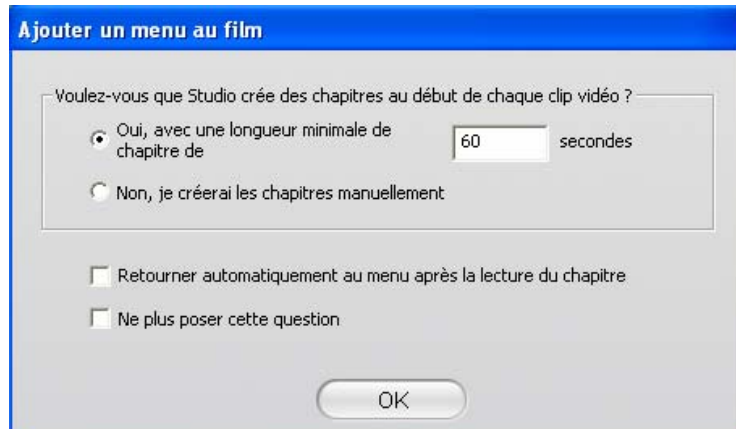 Ajouter un menu au film
Voulez-vous que Studio crée des chapitres au début de chaque clip vidéo ?
Oui, avec une longueur minimale de
chapitre de
60
secondes
Non, je créerai les chapitres manuellement
Retourner automatiquement au menu après la lecture du chapitre
Ne plus poser cette question
OK